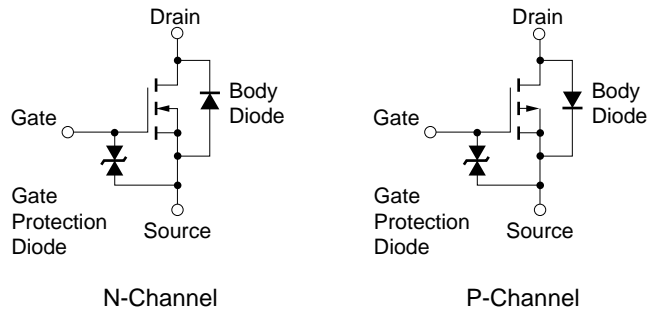 Drain
Body
Diode
Gate
Gate
Protection
Diode
Source
N-Channel
Drain
Body
Diode
Gate
Gate
Protection
Diode
Source
P-Channel